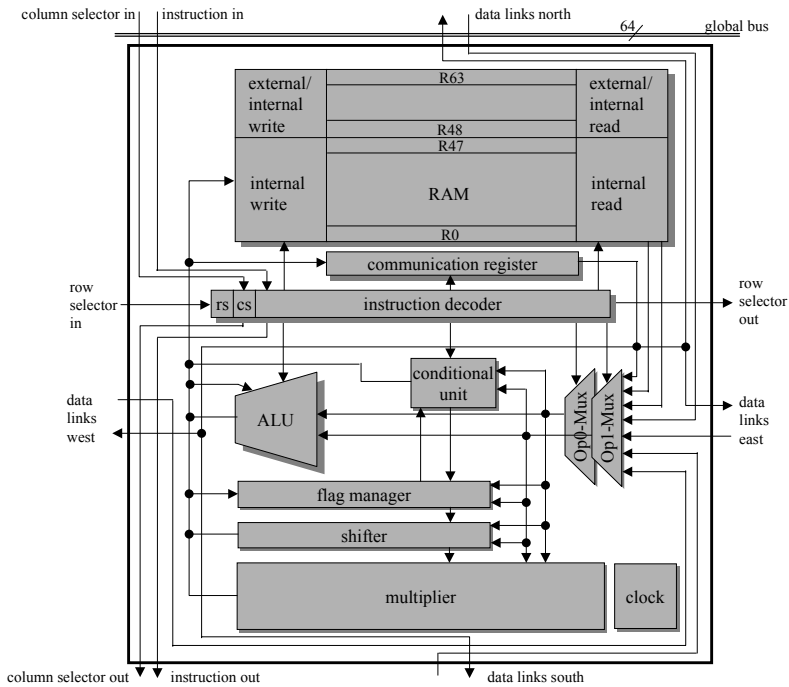 column selector in
instruction in
data links north
64
global bus
external/
internal
write
R63
external/
internal
read
R48
R47
internal
write
RAM
internal
read
R0
communication register
row
selector
in
rs
cs
instruction decoder
row
selector
out
conditional
unit
data
links
west
ALU
Op0-Mux
Op1-Mux
data
links
east
flag manager
shifter
multiplier
clock
column selector out
instruction out
data links south